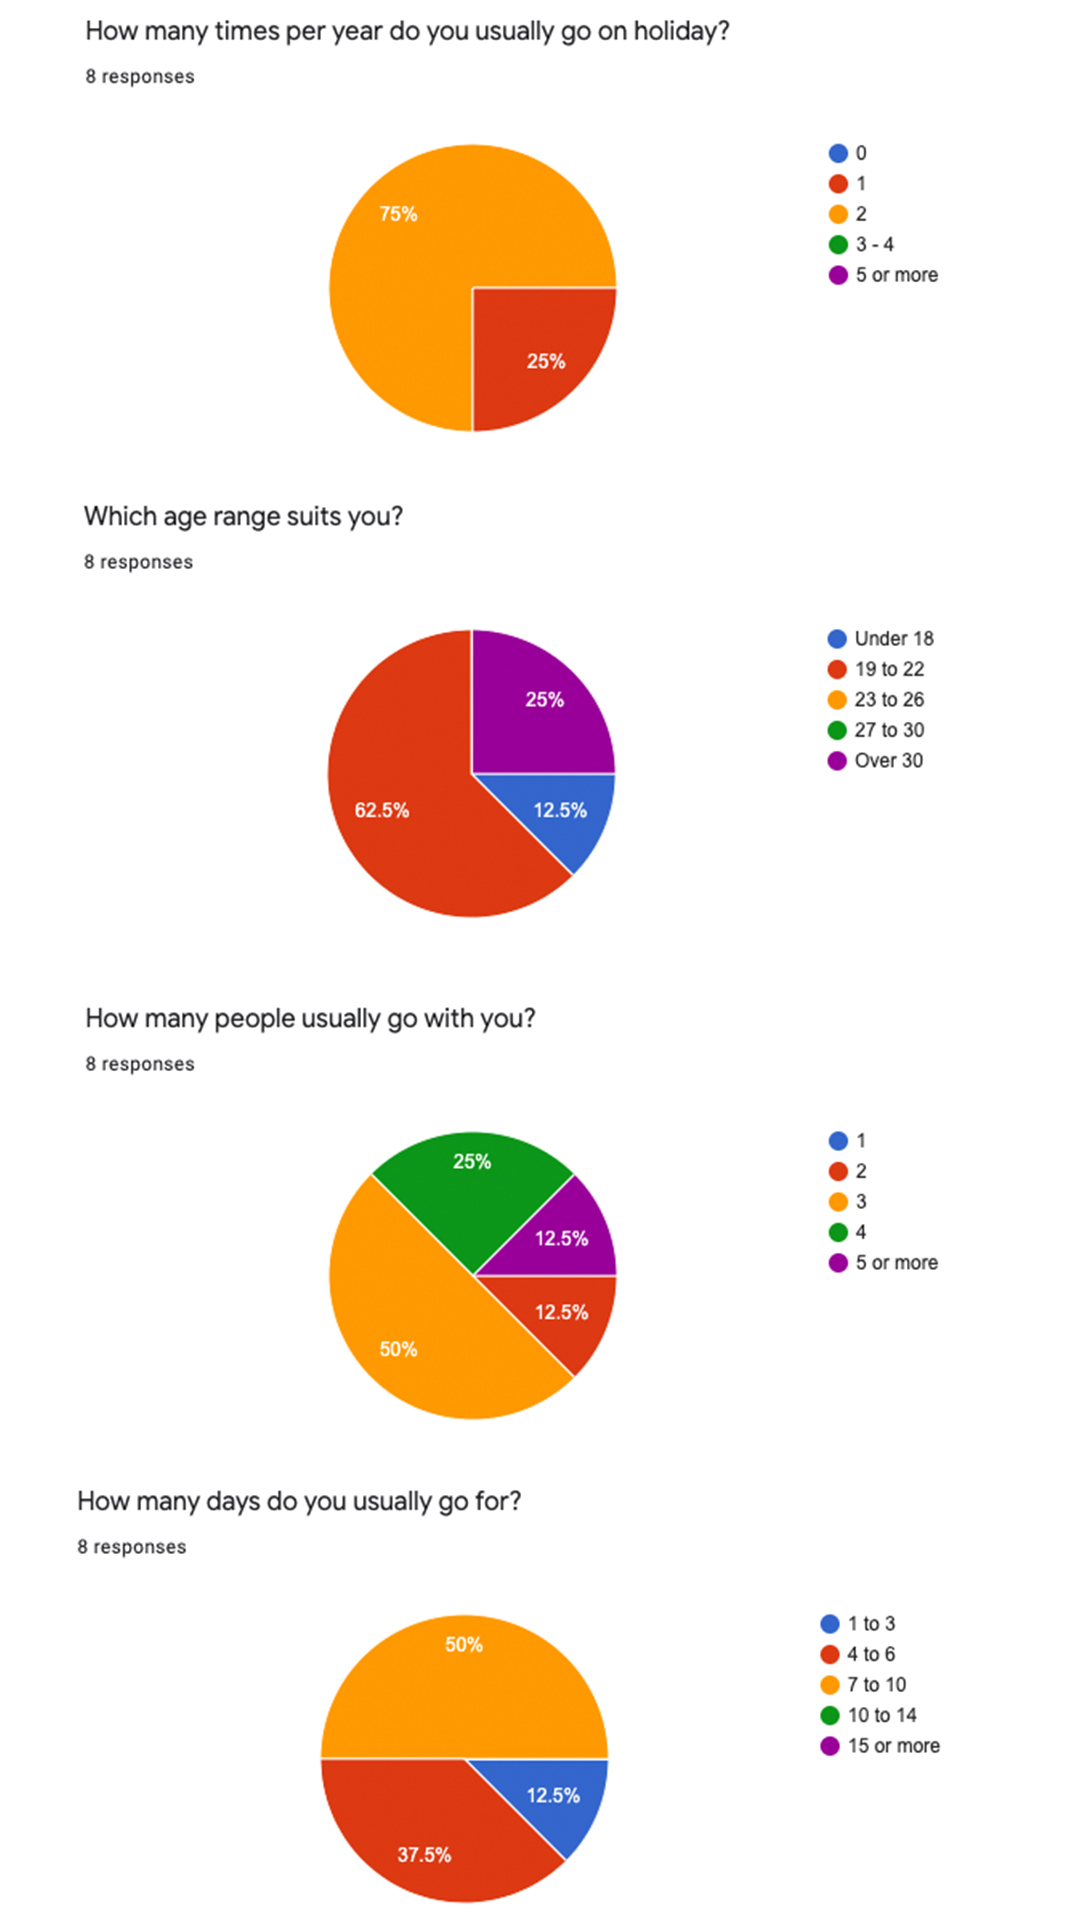 How many times per year do you usually go on holiday?
8 responses
75%
25%
0
1
2
3 - 4
5 or more
Which age range suits you?
8 responses
25%
62.5%
12.5%
Under 18
19 to 22
23 to 26
27 to 30
Over 30
How many people usually go with you?
8 responses
25%
12.5%
12.5%
50%
1
2
3
4
5 or more
How many days do you usually go for?
8 responses
50%
12.5%
37.5%
1 to 3
4 to 6
7 to 10
10 to 14
15 or more